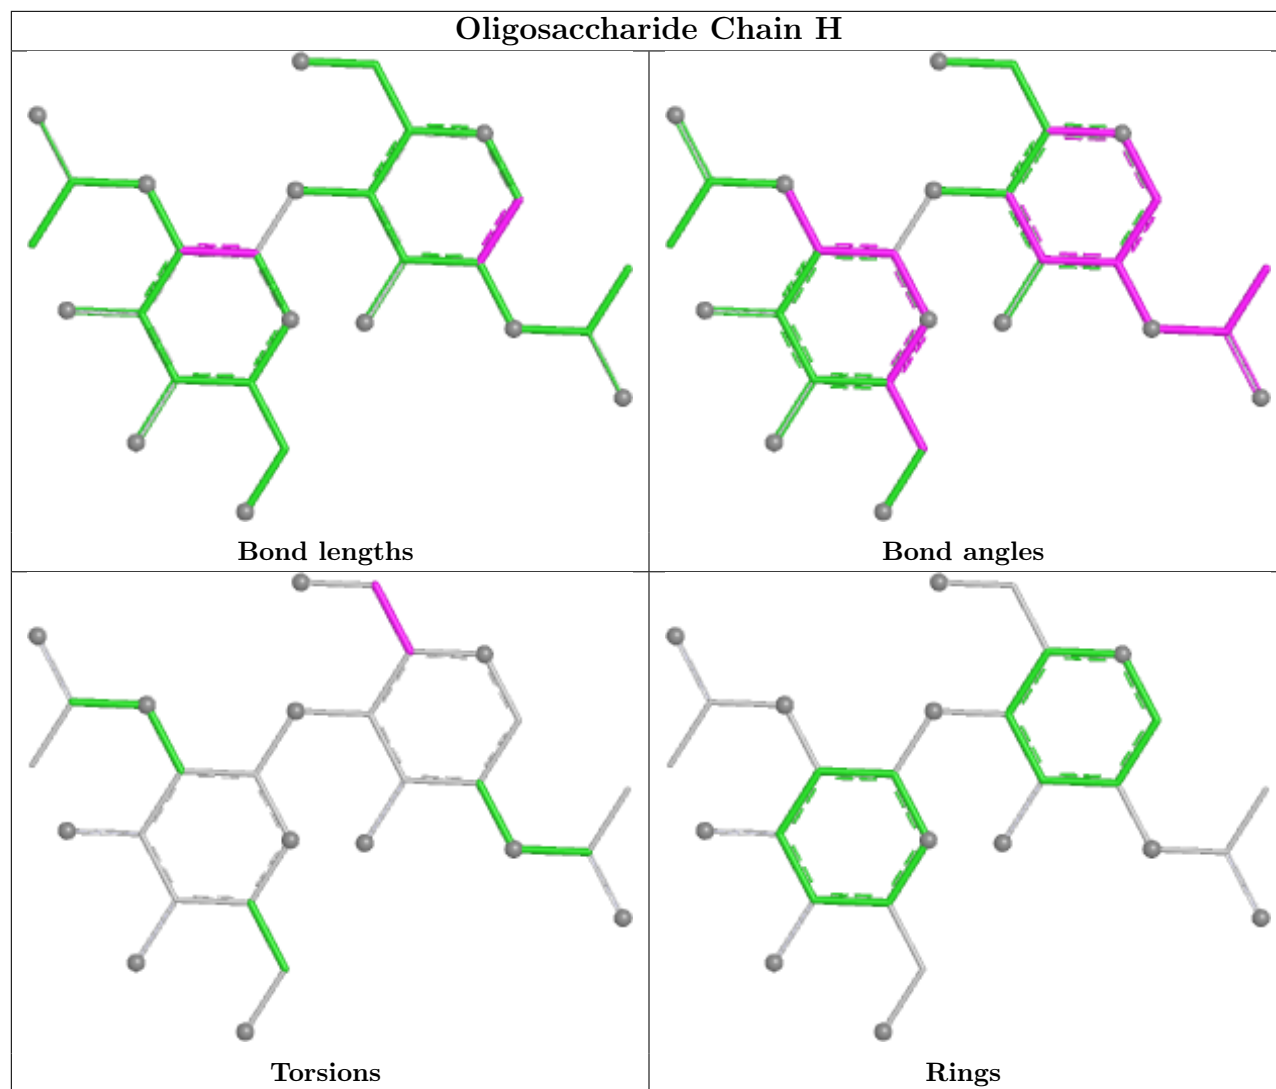 Oligosaccharide Chain H
Bond lengths
Bond angles
Torsions
Rings